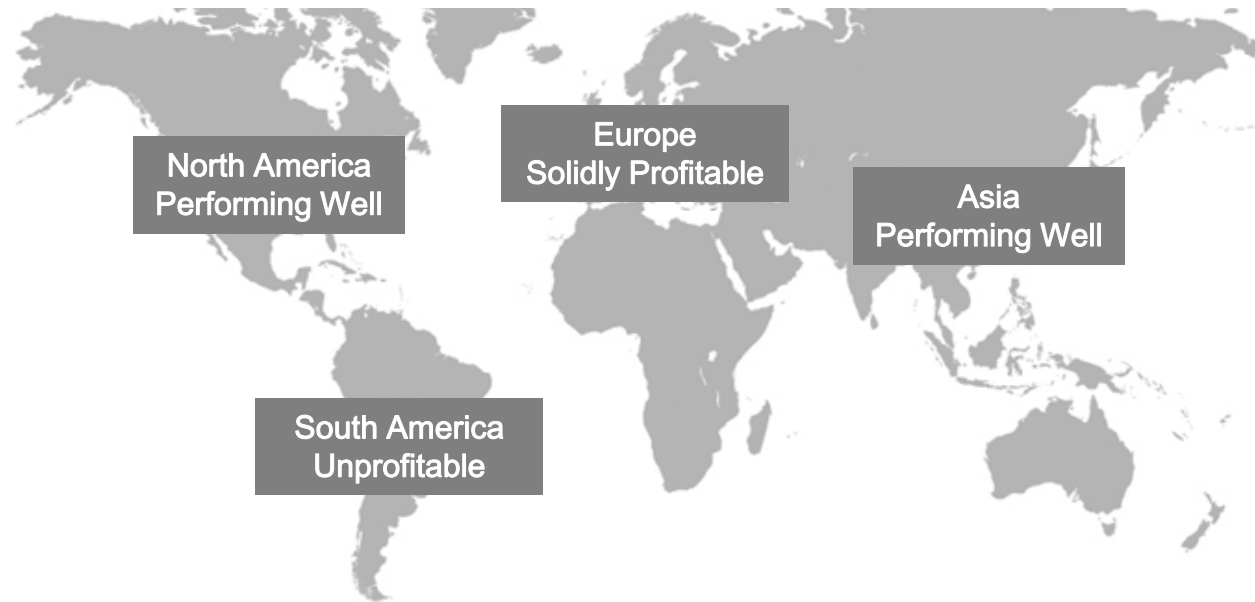 North America
Performing Well
Europe
Solidly Profitable
Asia
Performing Well
South America
Unprofitable